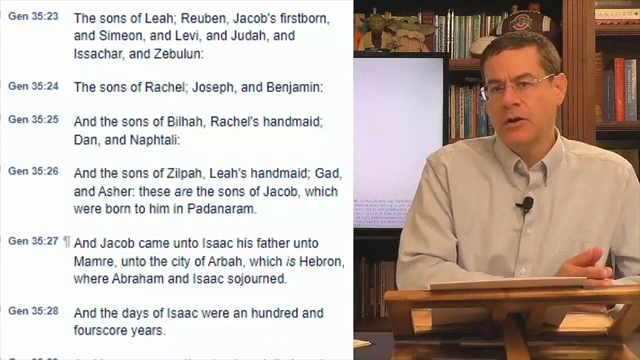 Gen 35:23 The sons of Leah; Reuben, Jacob's firstborn,
and Simeon, and Levi, and Judah, and
Issachar, and Zebulun:
Gen 35:24 The sons of Rachel; Joseph, and Benjamin:
Gen 35:25 And the sons of Bilhah, Rachel's handmaid;
Dan, and Naphtali:
Gen 35:26 And the sons of Zilpah, Leah's handmaid; Gad,
and Asher: these are the sons of Jacob, which
were born to him in Padanaram.
Gen 35:27 ¶ And Jacob came unto Isaac his father unto
Mamre, unto the city of Arbah, which is Hebron,
where Abraham and Isaac sojourned.
Gen 35:28 And the days of Isaac were an hundred and
fourscore years.